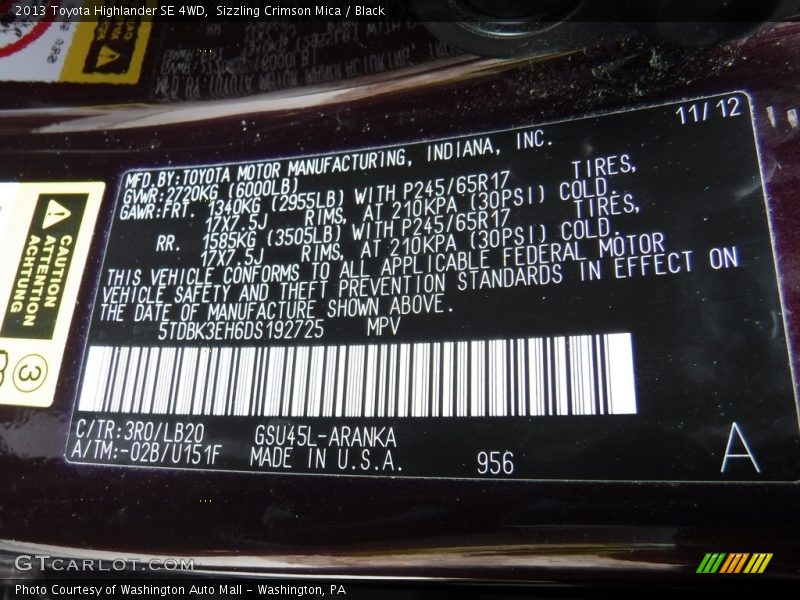 2013 Toyota Highlander SE 4WD, Sizzling Crimson Mica / Black
11/ 12
MFD BY:TOYOTA MOTOR MANUFACTURING, INDIANA, INC.
GVWR:2720KG (6000LB)
GAWR:FRT. 1340KG (2955LB) WITH P245/65R17 TIRES,
17X7.5J RIMS, AT 210KPA (30PSI) COLD.
RR. 1585KG (3505LB) WITH P245/65R17 TIRES,
17X7.5J RIMS, AT 210KPA (30PSI) COLD.
THIS VEHICLE CONFORMS TO ALL APPLICABLE FEDERAL MOTOR
VEHICLE SAFETY AND THEFT PREVENTION STANDARDS IN EFFECT ON
THE DATE OF MANUFACTURE SHOWN ABOVE.
5TDBK3EH6DS192725 MPV
C/TR:3R0/LB20 GSU45L-ARANKA
A/TM:-02B/U151F MADE IN U.S.A. 956
A
CAUTION
ATTENTION
ACHTUNG
3
GTCARLOT.COM
Photo Courtesy of Washington Auto Mall - Washington, PA